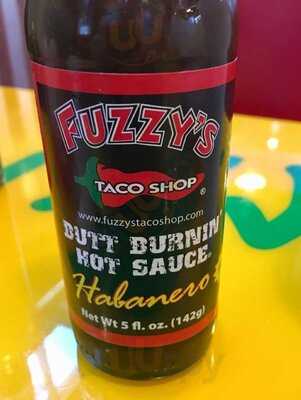 FUZZY'S
TACO SHOP®
www.fuzzystacoshop.com
BUTT BURNIN'
HOT SAUCE
Habanero
Net Wt 5 fl. oz. (142g)